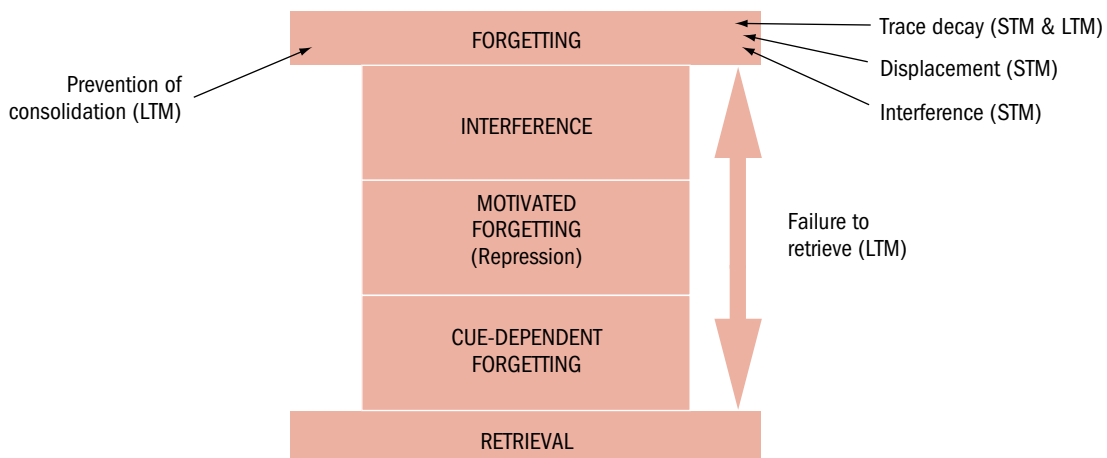 FORGETTING
Trace decay (STM & LTM)
Displacement (STM)
Interference (STM)
Prevention of
consolidation (LTM)
INTERFERENCE
MOTIVATED
FORGETTING
(Repression)
Failure to
retrieve (LTM)
CUE-DEPENDENT
FORGETTING
RETRIEVAL